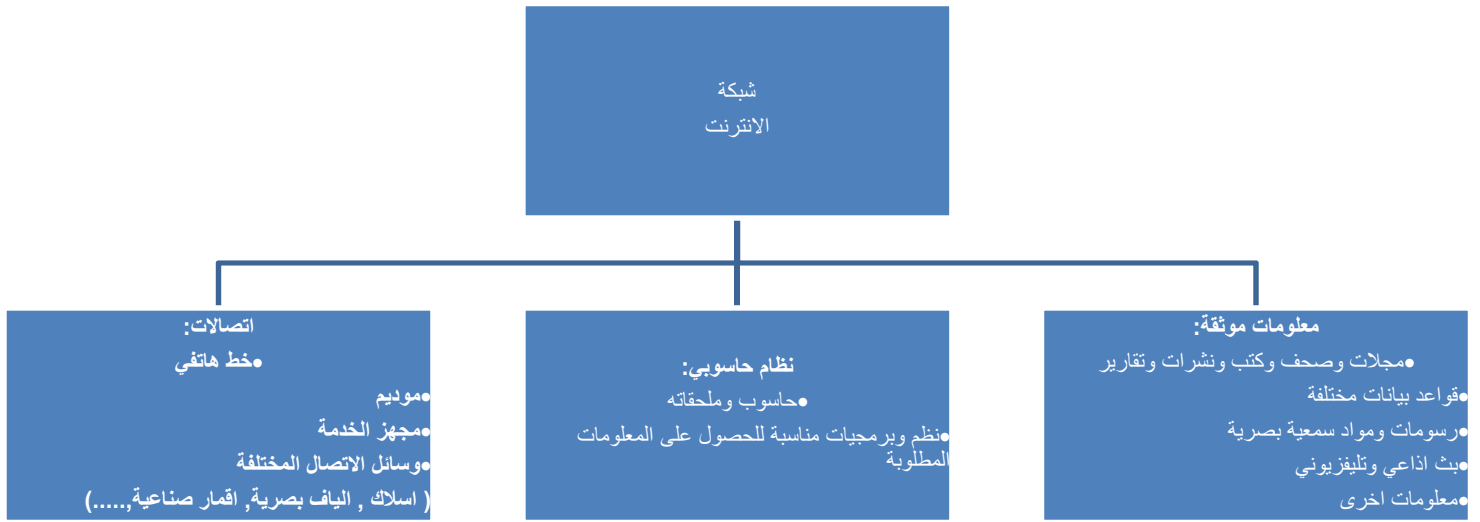 شبكة
الانترنت
معلومات موثقة:
•مجلات وصحف وكتب ونشرات وتقارير
•قواعد بيانات مختلفة
•رسومات ومواد سمعية بصرية
•بث اذاعي وتليفزيوني
•معلومات اخرى
نظام حاسوبي:
•حاسوب وملحقاته
•نظم وبرمجيات مناسبة للحصول على المعلومات
المطلوبة
اتصالات:
•خط هاتفي
•موديم
•مجهز الخدمة
•وسائل الاتصال المختلفة
( اسلاك , الياف بصرية, اقمار صناعية,.....)